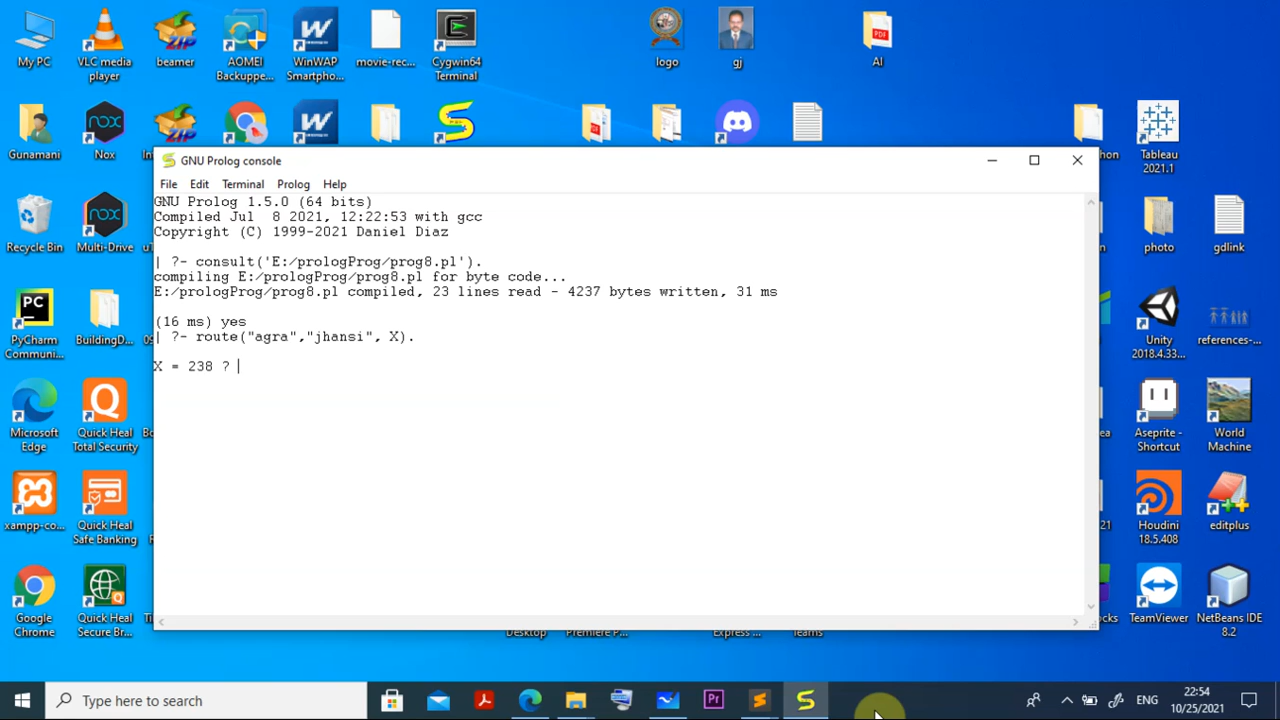 My PC
VLC media player
beamer
AOMEI Backuppe...
WinWAP Smartpho...
movie-rec...
Cygwin64 Terminal
logo
gj
AI
Gunamani
Nox
Tableau 2021.1
GNU Prolog console
File Edit Terminal Prolog Help
GNU Prolog 1.5.0 (64 bits)
Compiled Jul  8 2021, 12:22:53 with gcc
Copyright (C) 1999-2021 Daniel Diaz
| ?- consult('E:/prologProg/prog8.pl').
compiling E:/prologProg/prog8.pl for byte code...
E:/prologProg/prog8.pl compiled, 23 lines read - 4237 bytes written, 31 ms
(16 ms) yes
| ?- route("agra","jhansi", X).
X = 238 ?
Recycle Bin
Multi-Drive
photo
gdlink
PyCharm Communi...
BuildingD...
Unity 2018.4.33...
references-...
Microsoft Edge
Quick Heal Total Security
Aseprite - Shortcut
World Machine
xampp-co...
Quick Heal Safe Banking
Houdini 18.5.408
editplus
Google Chrome
Quick Heal Secure Br...
Desktop
Premiere P...
Express ...
Teams
TeamViewer
NetBeans IDE 8.2
Type here to search
ENG
22:54
10/25/2021